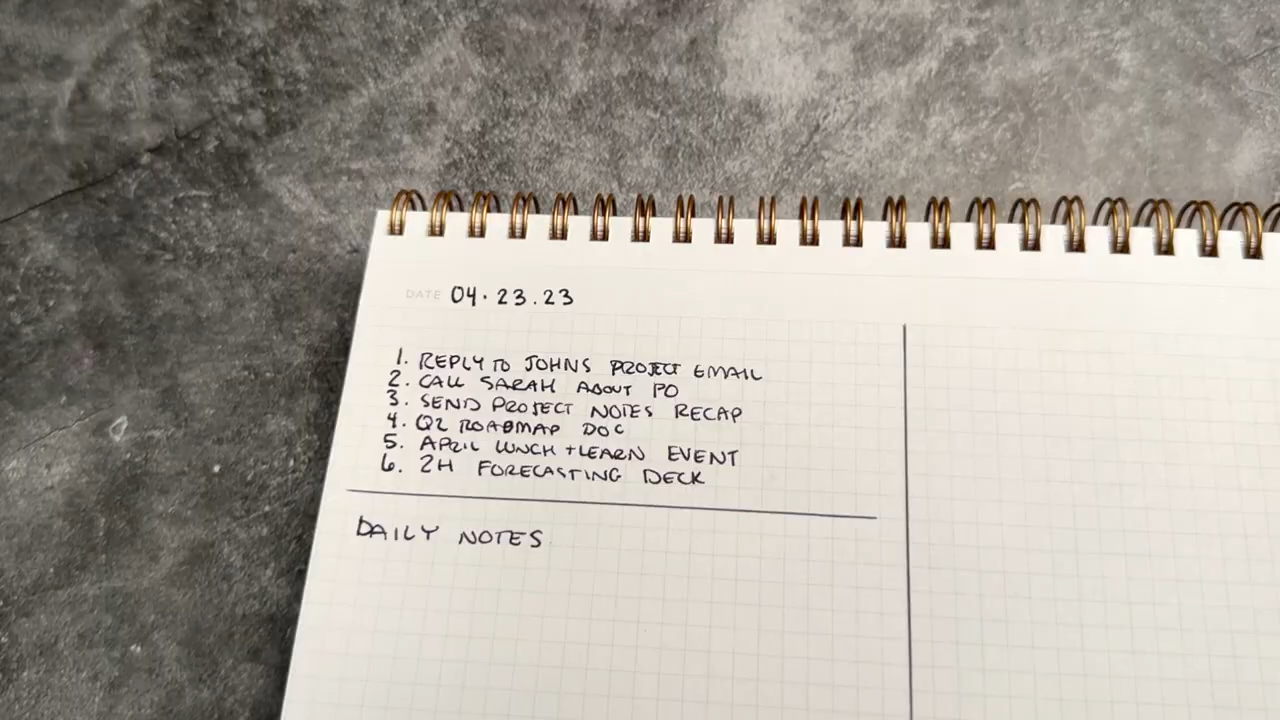 DATE 04.23.23
1. REPLY TO JOHNS PROJECT EMAIL
2. CALL SARAH ABOUT PO
3. SEND PROJECT NOTES RECAP
4. Q2 ROADMAP DOC
5. APRIL LUNCH + LEARN EVENT
6. 2H FORECASTING DECK
DAILY NOTES